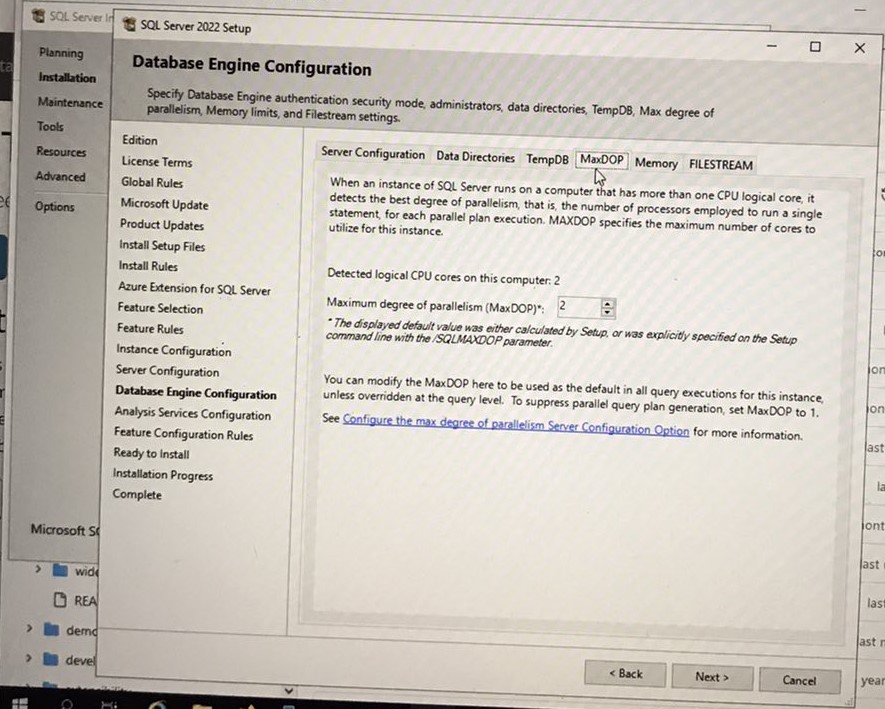 SQL Server In
SQL Server 2022 Setup
Planning
Installation
Maintenance
Tools
Resources
Advanced
Options
Microsoft SQ
Database Engine Configuration
Specify Database Engine authentication security mode, administrators, data directories, TempDB, Max degree of
parallelism, Memory limits, and Filestream settings.
Edition
License Terms
Global Rules
Microsoft Update
Product Updates
Install Setup Files
Install Rules
Azure Extension for SQL Server
Feature Selection
Feature Rules
Instance Configuration
Server Configuration
Database Engine Configuration
Analysis Services Configuration
Feature Configuration Rules
Ready to Install
Installation Progress
Complete
Server Configuration Data Directories TempDB MaxDOP Memory FILESTREAM
When an instance of SQL Server runs on a computer that has more than one CPU logical core, it
detects the best degree of parallelism, that is, the number of processors employed to run a single
statement, for each parallel plan execution. MAXDOP specifies the maximum number of cores to
utilize for this instance.
Detected logical CPU cores on this computer: 2
Maximum degree of parallelism (MaxDOP)*: 2
* The displayed default value was either calculated by Setup, or was explicitly specified on the Setup
command line with the /SQLMAXDOP parameter.
You can modify the MaxDOP here to be used as the default in all query executions for this instance,
unless overridden at the query level. To suppress parallel query plan generation, set MaxDOP to 1.
See Configure the max degree of parallelism Server Configuration Option for more information.
< Back Next > Cancel
wide
REA
demo
devel
last
la
ont
last
last
last
year